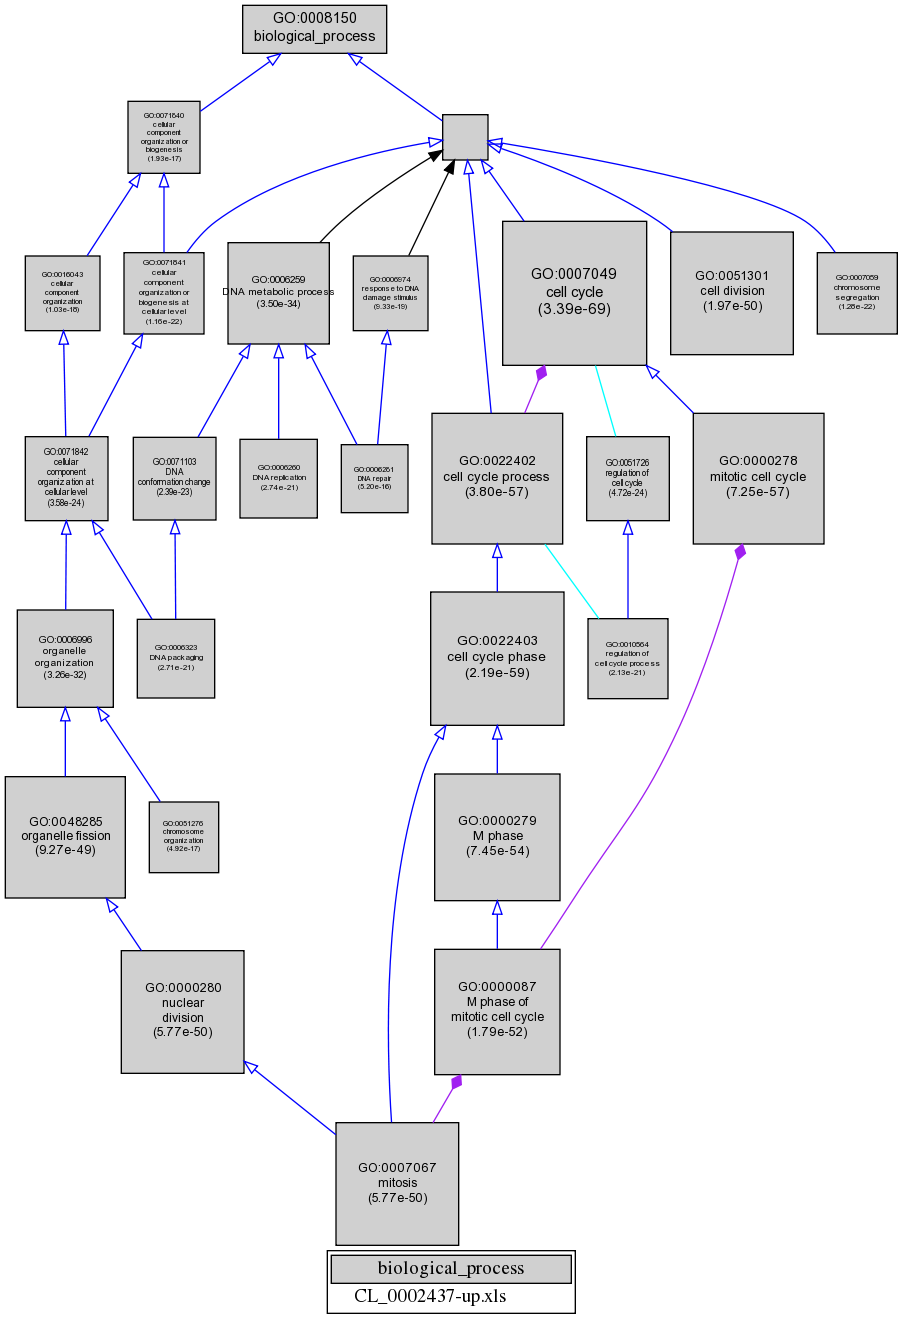 GO:0008150
biological_process
GO:0071840
cellular
component
organization or
biogenesis
(1.93e-17)
GO:0016043
cellular
component
organization
(1.03e-16)
GO:0071841
cellular
component
organization or
biogenesis at
cellular level
(1.16e-22)
GO:0006259
DNA metabolic process
(3.50e-34)
GO:0006974
response to DNA
damage stimulus
(9.33e-19)
GO:0007049
cell cycle
(3.39e-69)
GO:0051301
cell division
(1.97e-50)
GO:0007059
chromosome
segregation
(1.26e-22)
GO:0071842
cellular
component
organization at
cellular level
(3.58e-24)
GO:0071103
DNA
conformation change
(2.39e-23)
GO:0006260
DNA replication
(2.74e-21)
GO:0006281
DNA repair
(5.20e-16)
GO:0022402
cell cycle process
(3.80e-57)
GO:0051726
regulation of
cell cycle
(4.72e-24)
GO:0000278
mitotic cell cycle
(7.25e-57)
GO:0006996
organelle
organization
(3.26e-32)
GO:0006323
DNA packaging
(2.71e-21)
GO:0022403
cell cycle phase
(2.19e-59)
GO:0010564
regulation of
cell cycle process
(2.13e-21)
GO:0048285
organelle fission
(9.27e-49)
GO:0051276
chromosome
organization
(4.92e-17)
GO:0000279
M phase
(7.45e-54)
GO:0000280
nuclear
division
(5.77e-50)
GO:0000087
M phase of
mitotic cell cycle
(1.79e-52)
GO:0007067
mitosis
(5.77e-50)
biological_process
CL_0002437-up.xls